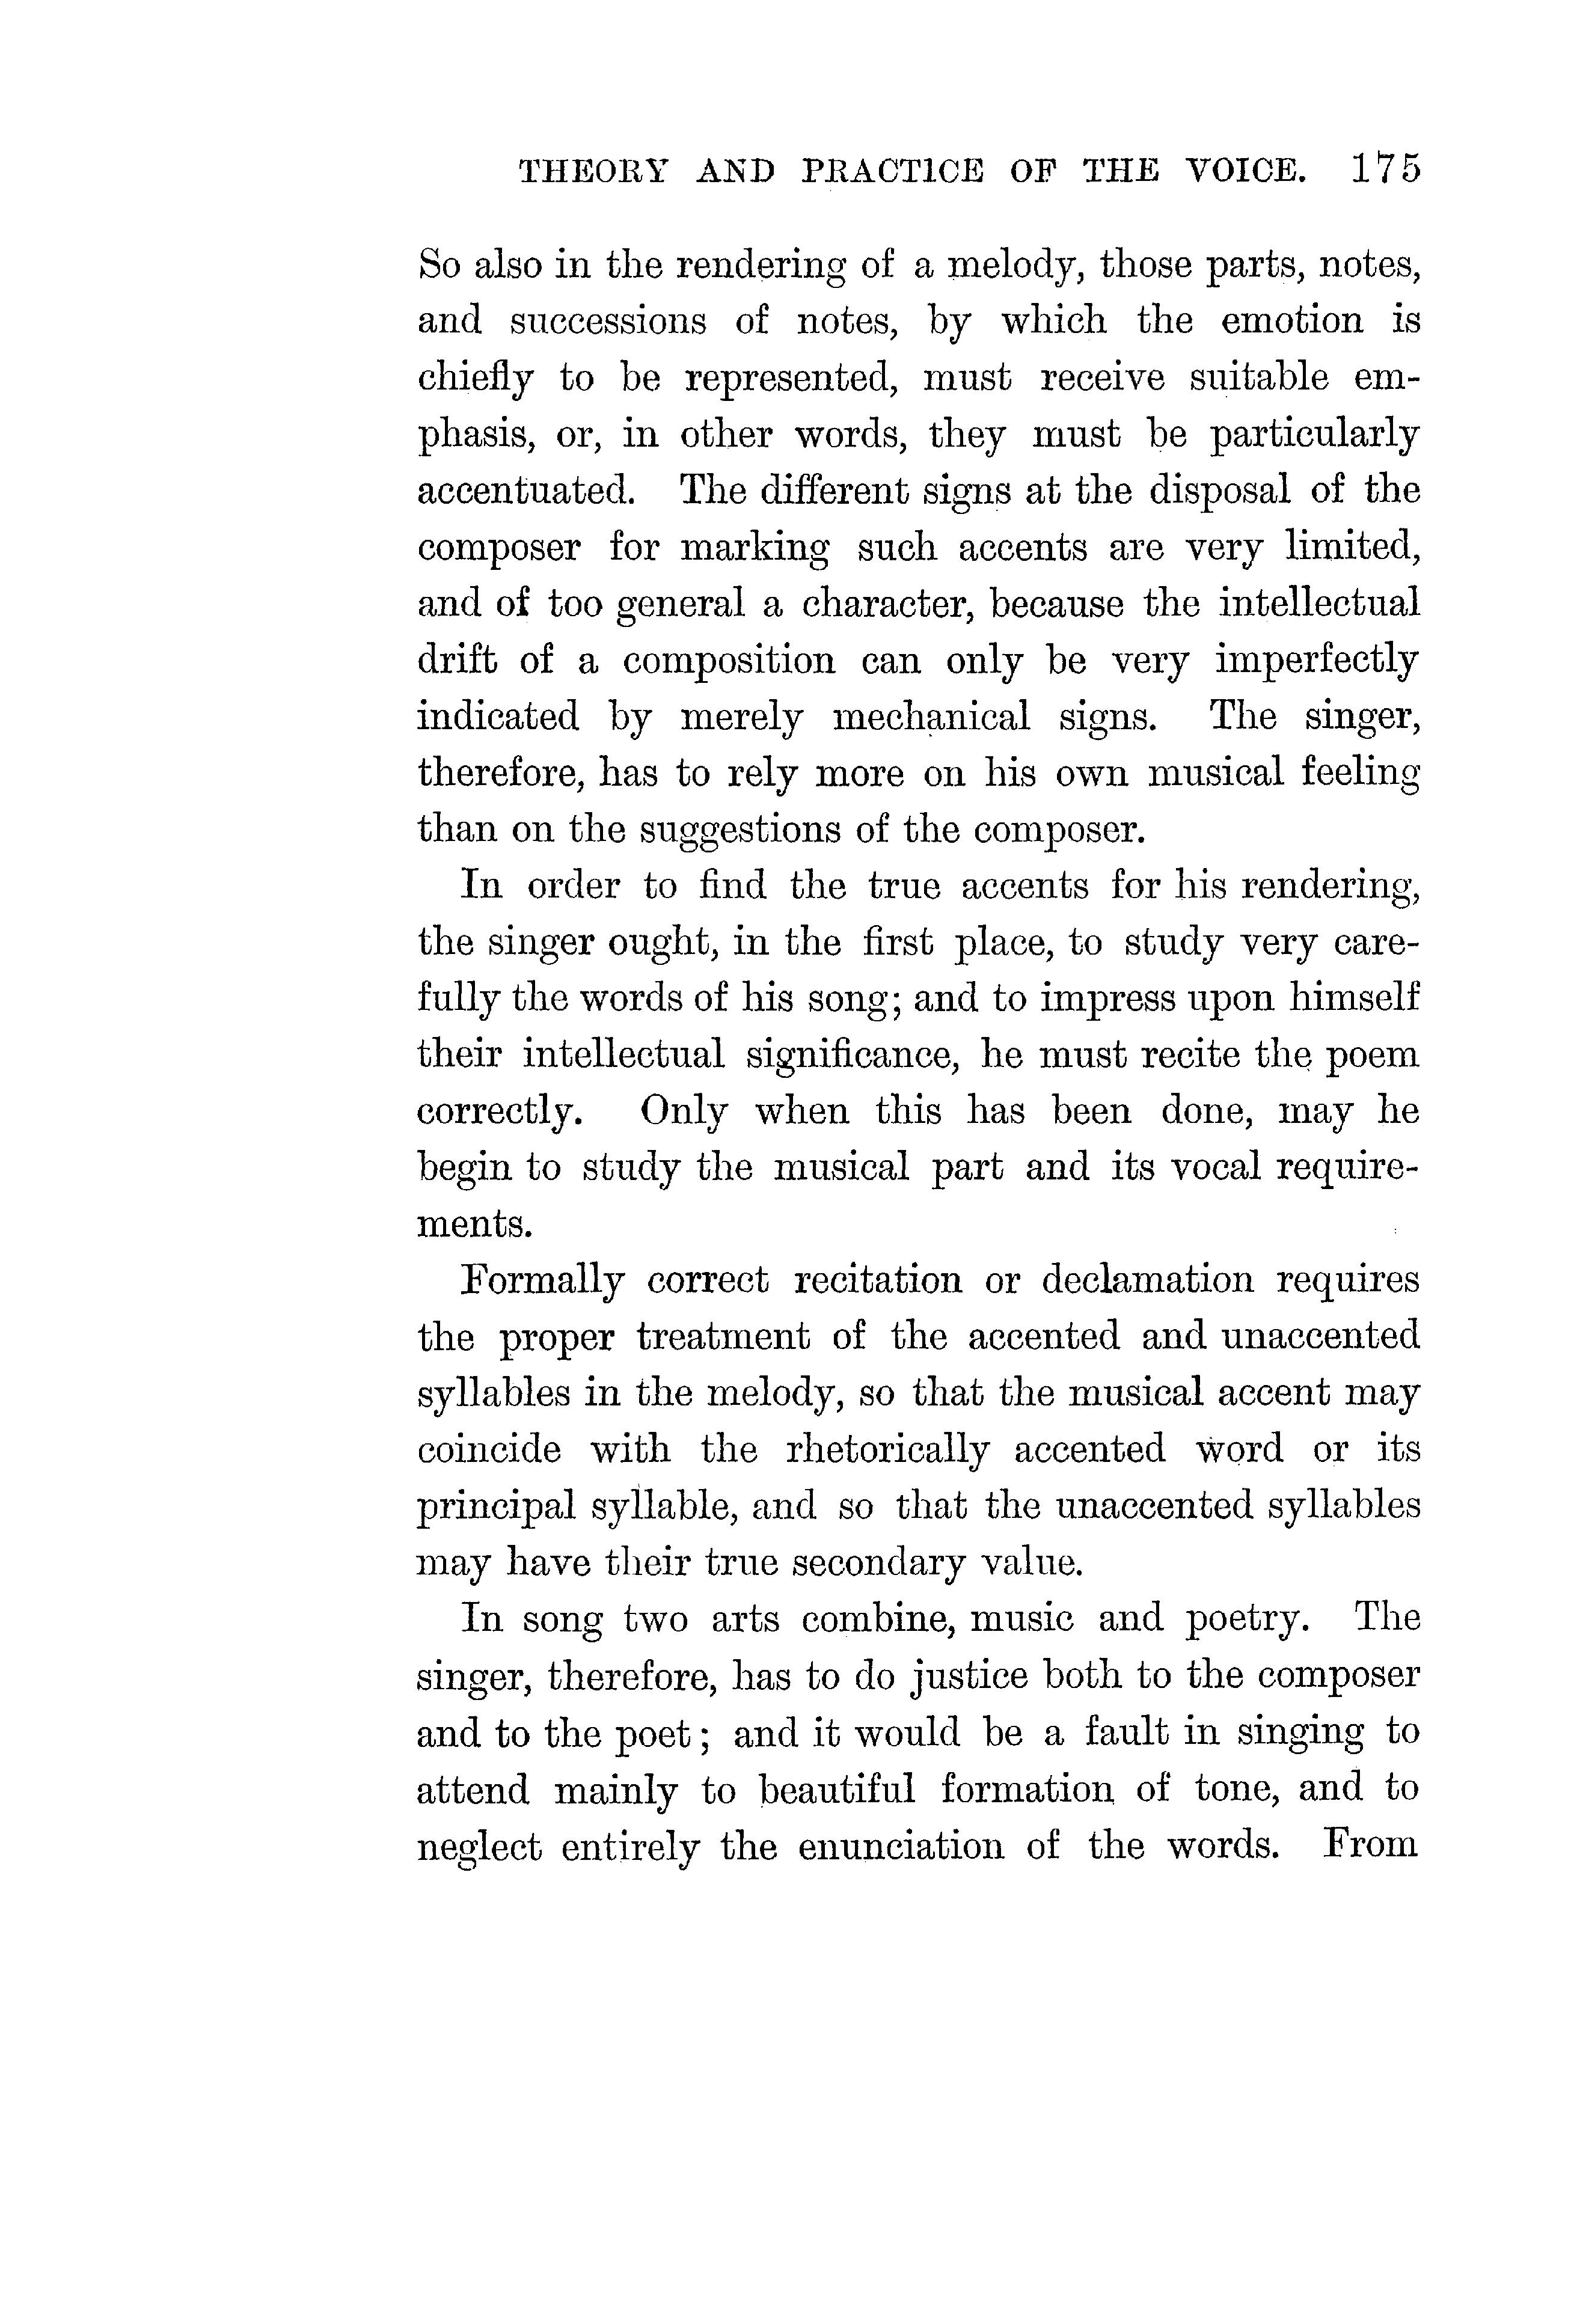 THEORY AND PRACTICE OF THE VOICE. 175
So also in the rendering of a melody, those parts, notes,
and successions of notes, by which the emotion is
chiefly to be represented, must receive suitable em-
phasis, or, in other words, they must be particularly
accentuated. The different signs at the disposal of the
composer for marking such accents are very limited,
and of too general a character, because the intellectual
drift of a composition can only be very imperfectly
indicated by merely mechanical signs. The singer,
therefore, has to rely more on his own musical feeling
than on the suggestions of the composer.
In order to find the true accents for his rendering,
the singer ought, in the first place, to study very care-
fully the words of his song; and to impress upon himself
their intellectual significance, he must recite the poem
correctly. Only when this has been done, may he
begin to study the musical part and its vocal require-
ments.
Formally correct recitation or declamation requires
the proper treatment of the accented and unaccented
syllables in the melody, so that the musical accent may
coincide with the rhetorically accented word or its
principal syllable, and so that the unaccented syllables
may have their true secondary value.
In song two arts combine, music and poetry. The
singer, therefore, has to do justice both to the composer
and to the poet; and it would be a fault in singing to
attend mainly to beautiful formation of tone, and to
neglect entirely the enunciation of the words. From